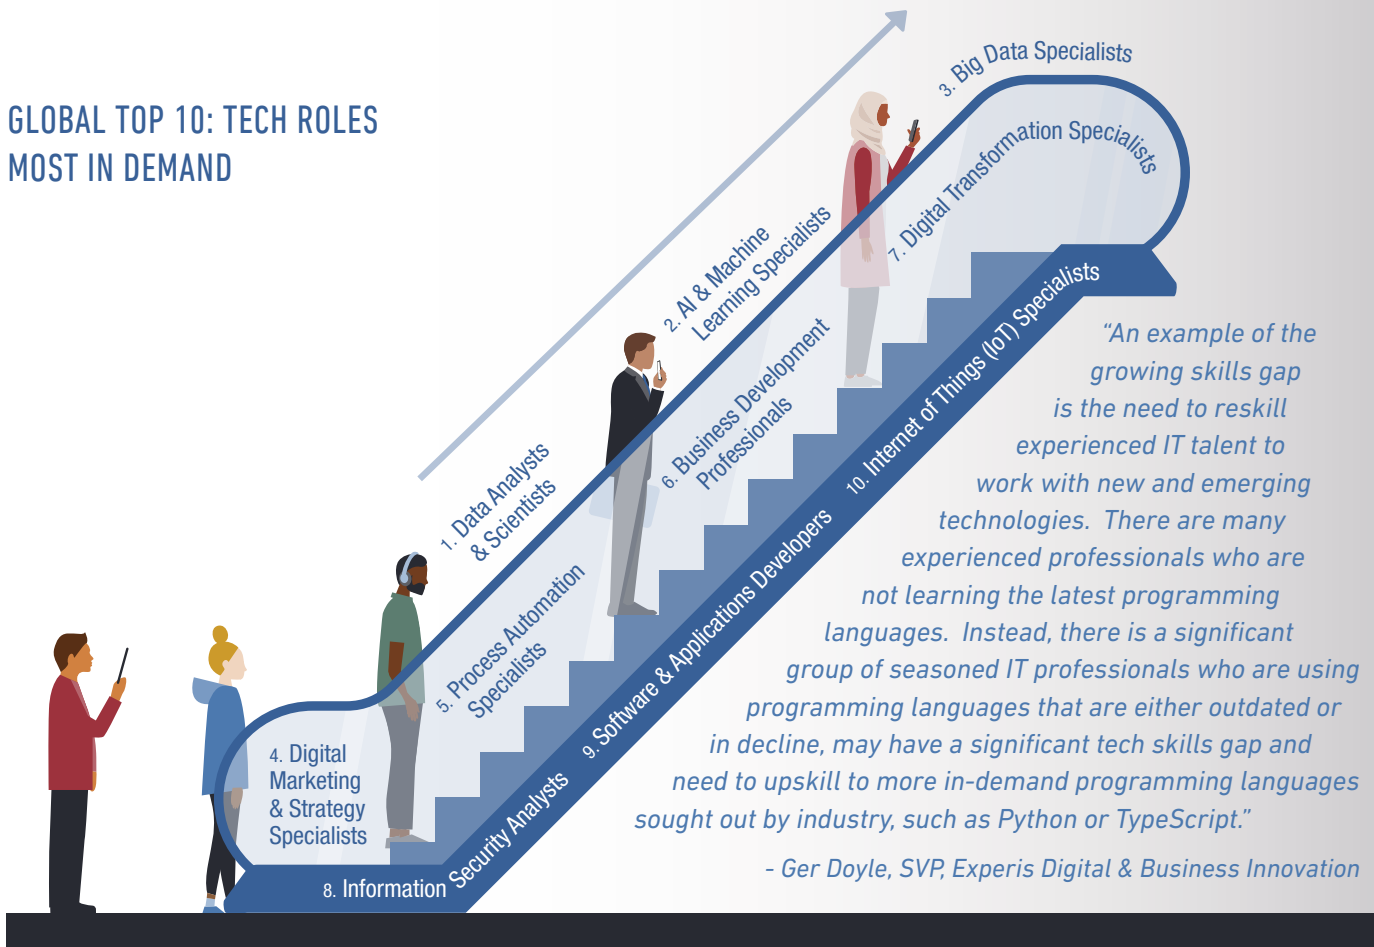 GLOBAL TOP 10: TECH ROLES
MOST IN DEMAND
1. Data Analysts
& Scientists
2. AI & Machine
Learning Specialists
3. Big Data Specialists
4. Digital
Marketing
& Strategy
Specialists
5. Process Automation
Specialists
6. Business Development
Professionals
7. Digital Transformation Specialists
8. Information Security Analysts
9. Software & Applications Developers
10. Internet of Things (IoT) Specialists
“An example of the
growing skills gap
is the need to reskill
experienced IT talent to
work with new and emerging
technologies. There are many
experienced professionals who are
not learning the latest programming
languages. Instead, there is a significant
group of seasoned IT professionals who are using
programming languages that are either outdated or
in decline, may have a significant tech skills gap and
need to upskill to more in-demand programming languages
sought out by industry, such as Python or TypeScript.”
- Ger Doyle, SVP, Experis Digital & Business Innovation